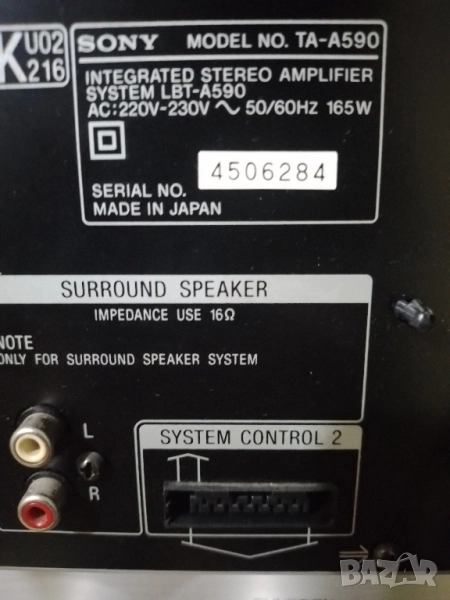 K U02 216
SONY MODEL NO. TA-A590
INTEGRATED STEREO AMPLIFIER
SYSTEM LBT-A590
AC:220V-230V ~ 50/60Hz 165W
SERIAL NO. 4506284
MADE IN JAPAN
SURROUND SPEAKER
IMPEDANCE USE 16Ω
NOTE
ONLY FOR SURROUND SPEAKER SYSTEM
L
R
SYSTEM CONTROL 2
BAZAR